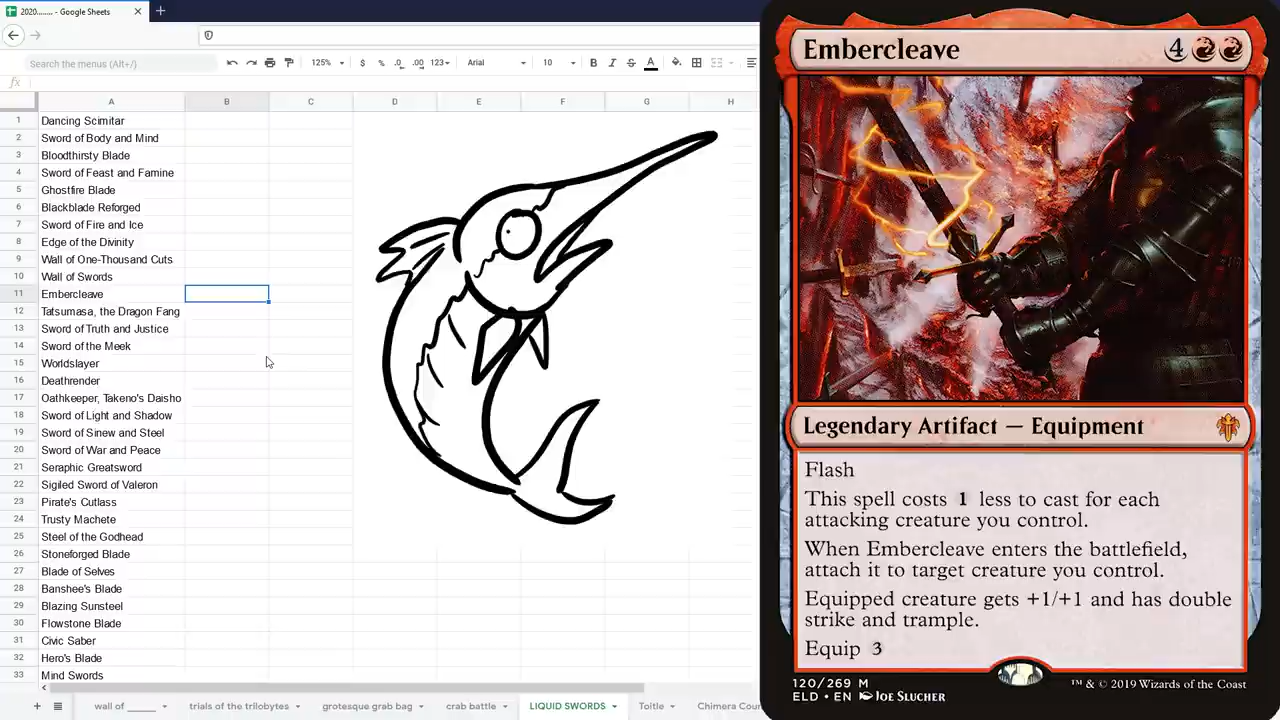 2020........ - Google Sheets
Search the menus (Alt+/)
125%
$
%
.0
.00
123
Arial
10
B
I
S
A
fx
A
B
C
D
E
F
G
H
1 Dancing Scimitar
2 Sword of Body and Mind
3 Bloodthirsty Blade
4 Sword of Feast and Famine
5 Ghostfire Blade
6 Blackblade Reforged
7 Sword of Fire and Ice
8 Edge of the Divinity
9 Wall of One-Thousand Cuts
10 Wall of Swords
11 Embercleave
12 Tatsumasa, the Dragon Fang
13 Sword of Truth and Justice
14 Sword of the Meek
15 Worldslayer
16 Deathrender
17 Oathkeeper, Takeno's Daisho
18 Sword of Light and Shadow
19 Sword of Sinew and Steel
20 Sword of War and Peace
21 Seraphic Greatsword
22 Sigiled Sword of Valeron
23 Pirate's Cutlass
24 Trusty Machete
25 Steel of the Godhead
26 Stoneforged Blade
27 Blade of Selves
28 Banshee's Blade
29 Blazing Sunsteel
30 Flowstone Blade
31 Civic Saber
32 Hero's Blade
33 Mind Swords
wall of _____
trials of the trilobytes
grotesque grab bag
crab battle
LIQUID SWORDS
Toitle
Chimera Cour
Embercleave 4
Legendary Artifact — Equipment
Flash
This spell costs 1 less to cast for each
attacking creature you control.
When Embercleave enters the battlefield,
attach it to target creature you control.
Equipped creature gets +1/+1 and has double
strike and trample.
Equip 3
120/269 M
ELD • EN Joe Slucher
™ & © 2019 Wizards of the Coast